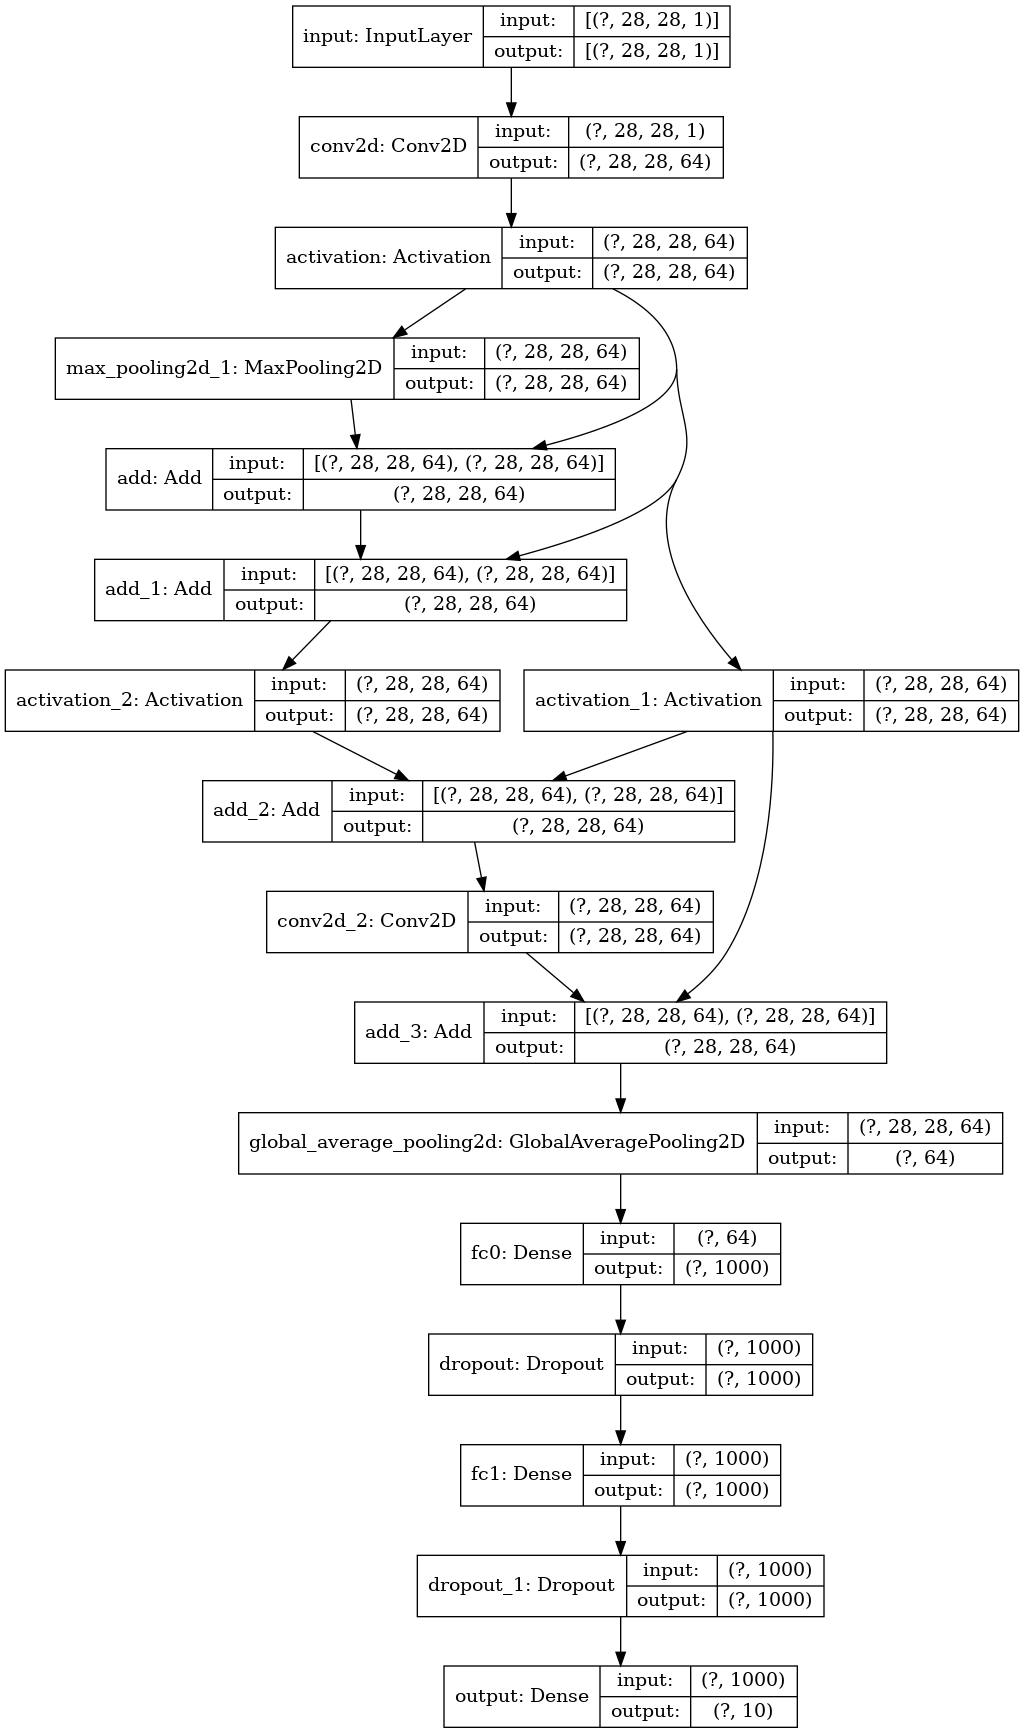 input: InputLayer
input: [(?, 28, 28, 1)]
output: [(?, 28, 28, 1)]
conv2d: Conv2D
input: (?, 28, 28, 1)
output: (?, 28, 28, 64)
activation: Activation
input: (?, 28, 28, 64)
output: (?, 28, 28, 64)
max_pooling2d_1: MaxPooling2D
input: (?, 28, 28, 64)
output: (?, 28, 28, 64)
add: Add
input: [(?, 28, 28, 64), (?, 28, 28, 64)]
output: (?, 28, 28, 64)
add_1: Add
input: [(?, 28, 28, 64), (?, 28, 28, 64)]
output: (?, 28, 28, 64)
activation_2: Activation
input: (?, 28, 28, 64)
output: (?, 28, 28, 64)
activation_1: Activation
input: (?, 28, 28, 64)
output: (?, 28, 28, 64)
add_2: Add
input: [(?, 28, 28, 64), (?, 28, 28, 64)]
output: (?, 28, 28, 64)
conv2d_2: Conv2D
input: (?, 28, 28, 64)
output: (?, 28, 28, 64)
add_3: Add
input: [(?, 28, 28, 64), (?, 28, 28, 64)]
output: (?, 28, 28, 64)
global_average_pooling2d: GlobalAveragePooling2D
input: (?, 28, 28, 64)
output: (?, 64)
fc0: Dense
input: (?, 64)
output: (?, 1000)
dropout: Dropout
input: (?, 1000)
output: (?, 1000)
fc1: Dense
input: (?, 1000)
output: (?, 1000)
dropout_1: Dropout
input: (?, 1000)
output: (?, 1000)
output: Dense
input: (?, 1000)
output: (?, 10)